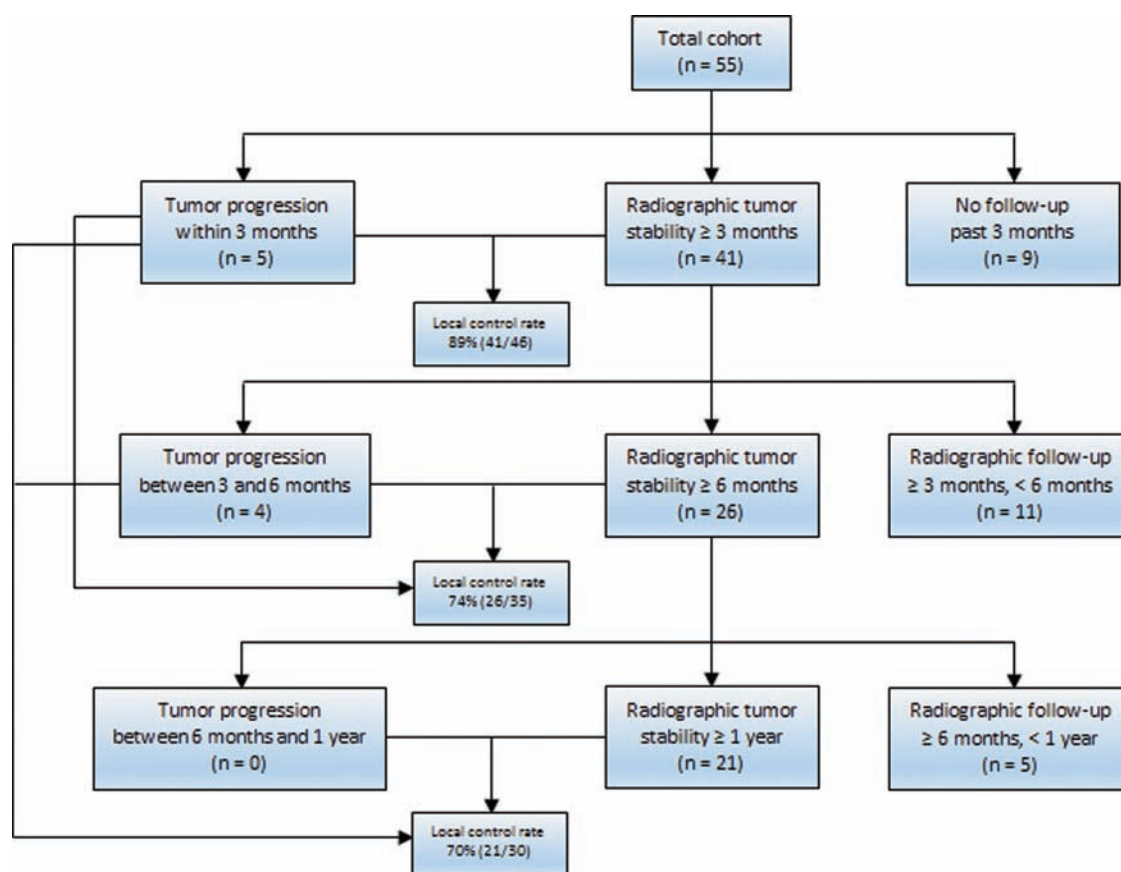 Total cohort
(n = 55)
Tumor progression
within 3 months
(n = 5)
Radiographic tumor
stability ≥ 3 months
(n = 41)
No follow-up
past 3 months
(n = 9)
Local control rate
89% (41/46)
Tumor progression
between 3 and 6 months
(n = 4)
Radiographic tumor
stability ≥ 6 months
(n = 26)
Radiographic follow-up
≥ 3 months, < 6 months
(n = 11)
Local control rate
74% (26/35)
Tumor progression
between 6 months and 1 year
(n = 0)
Radiographic tumor
stability ≥ 1 year
(n = 21)
Radiographic follow-up
≥ 6 months, < 1 year
(n = 5)
Local control rate
70% (21/30)